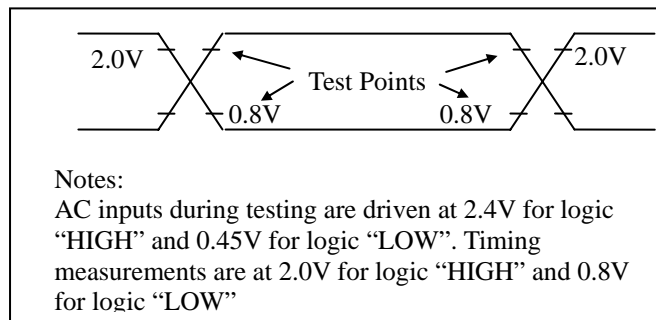 2.0V
2.0V
Test Points
0.8V
0.8V
Notes:
AC inputs during testing are driven at 2.4V for logic
“HIGH” and 0.45V for logic “LOW”. Timing
measurements are at 2.0V for logic “HIGH” and 0.8V
for logic “LOW”